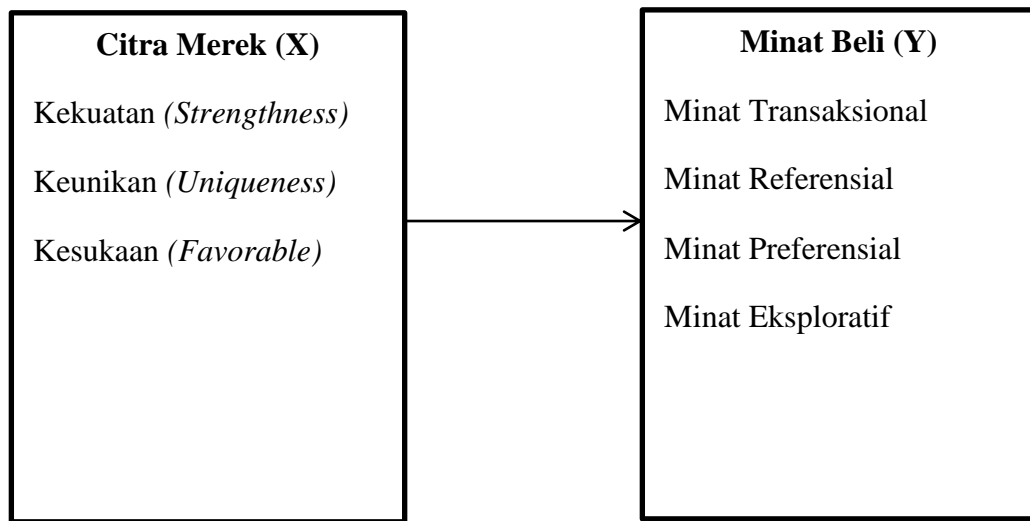 Citra Merek (X)
Kekuatan (Strengthness)
Keunikan (Uniqueness)
Kesukaan (Favorable)
Minat Beli (Y)
Minat Transaksional
Minat Referensial
Minat Preferensial
Minat Eksploratif